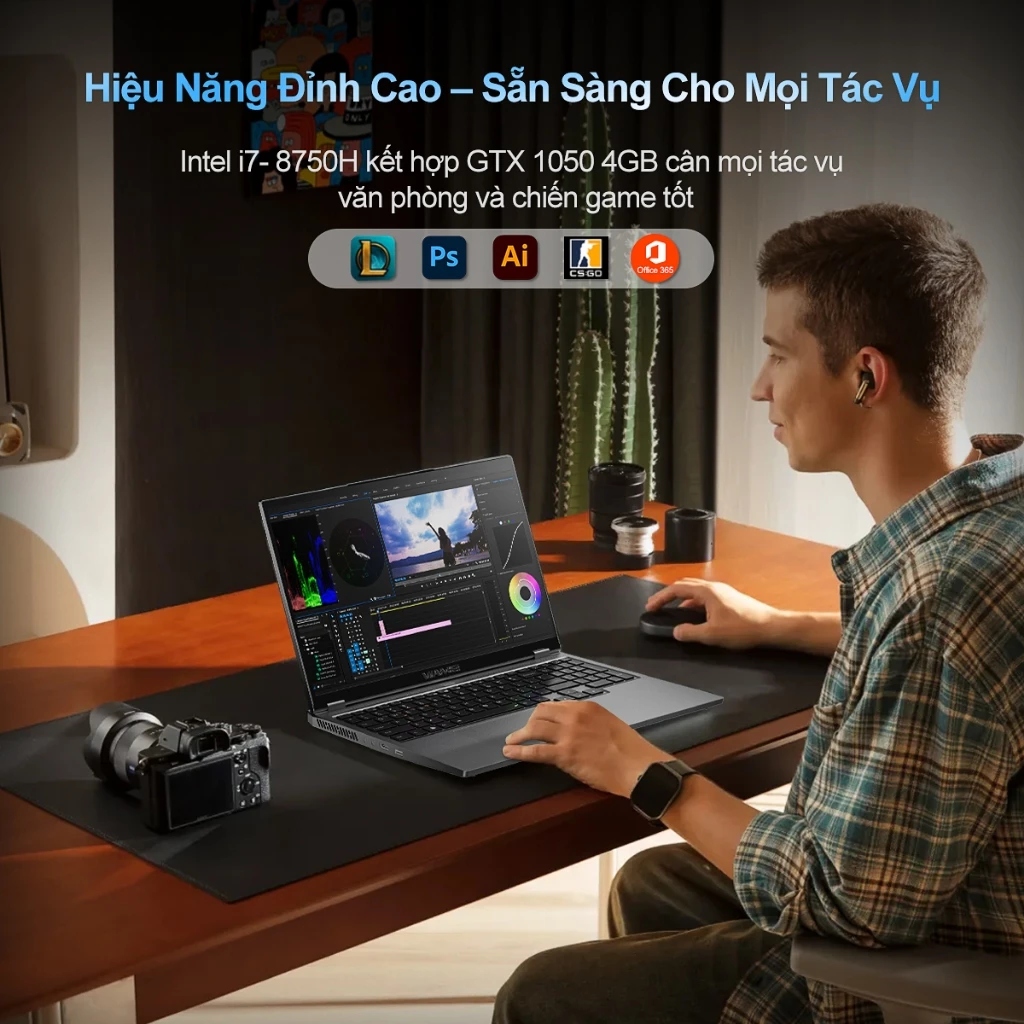 Hiệu Năng Đỉnh Cao – Sẵn Sàng Cho Mọi Tác Vụ
Intel i7- 8750H kết hợp GTX 1050 4GB cân mọi tác vụ
văn phòng và chiến game tốt
L
Ps
Ai
CS:GO
Office 365